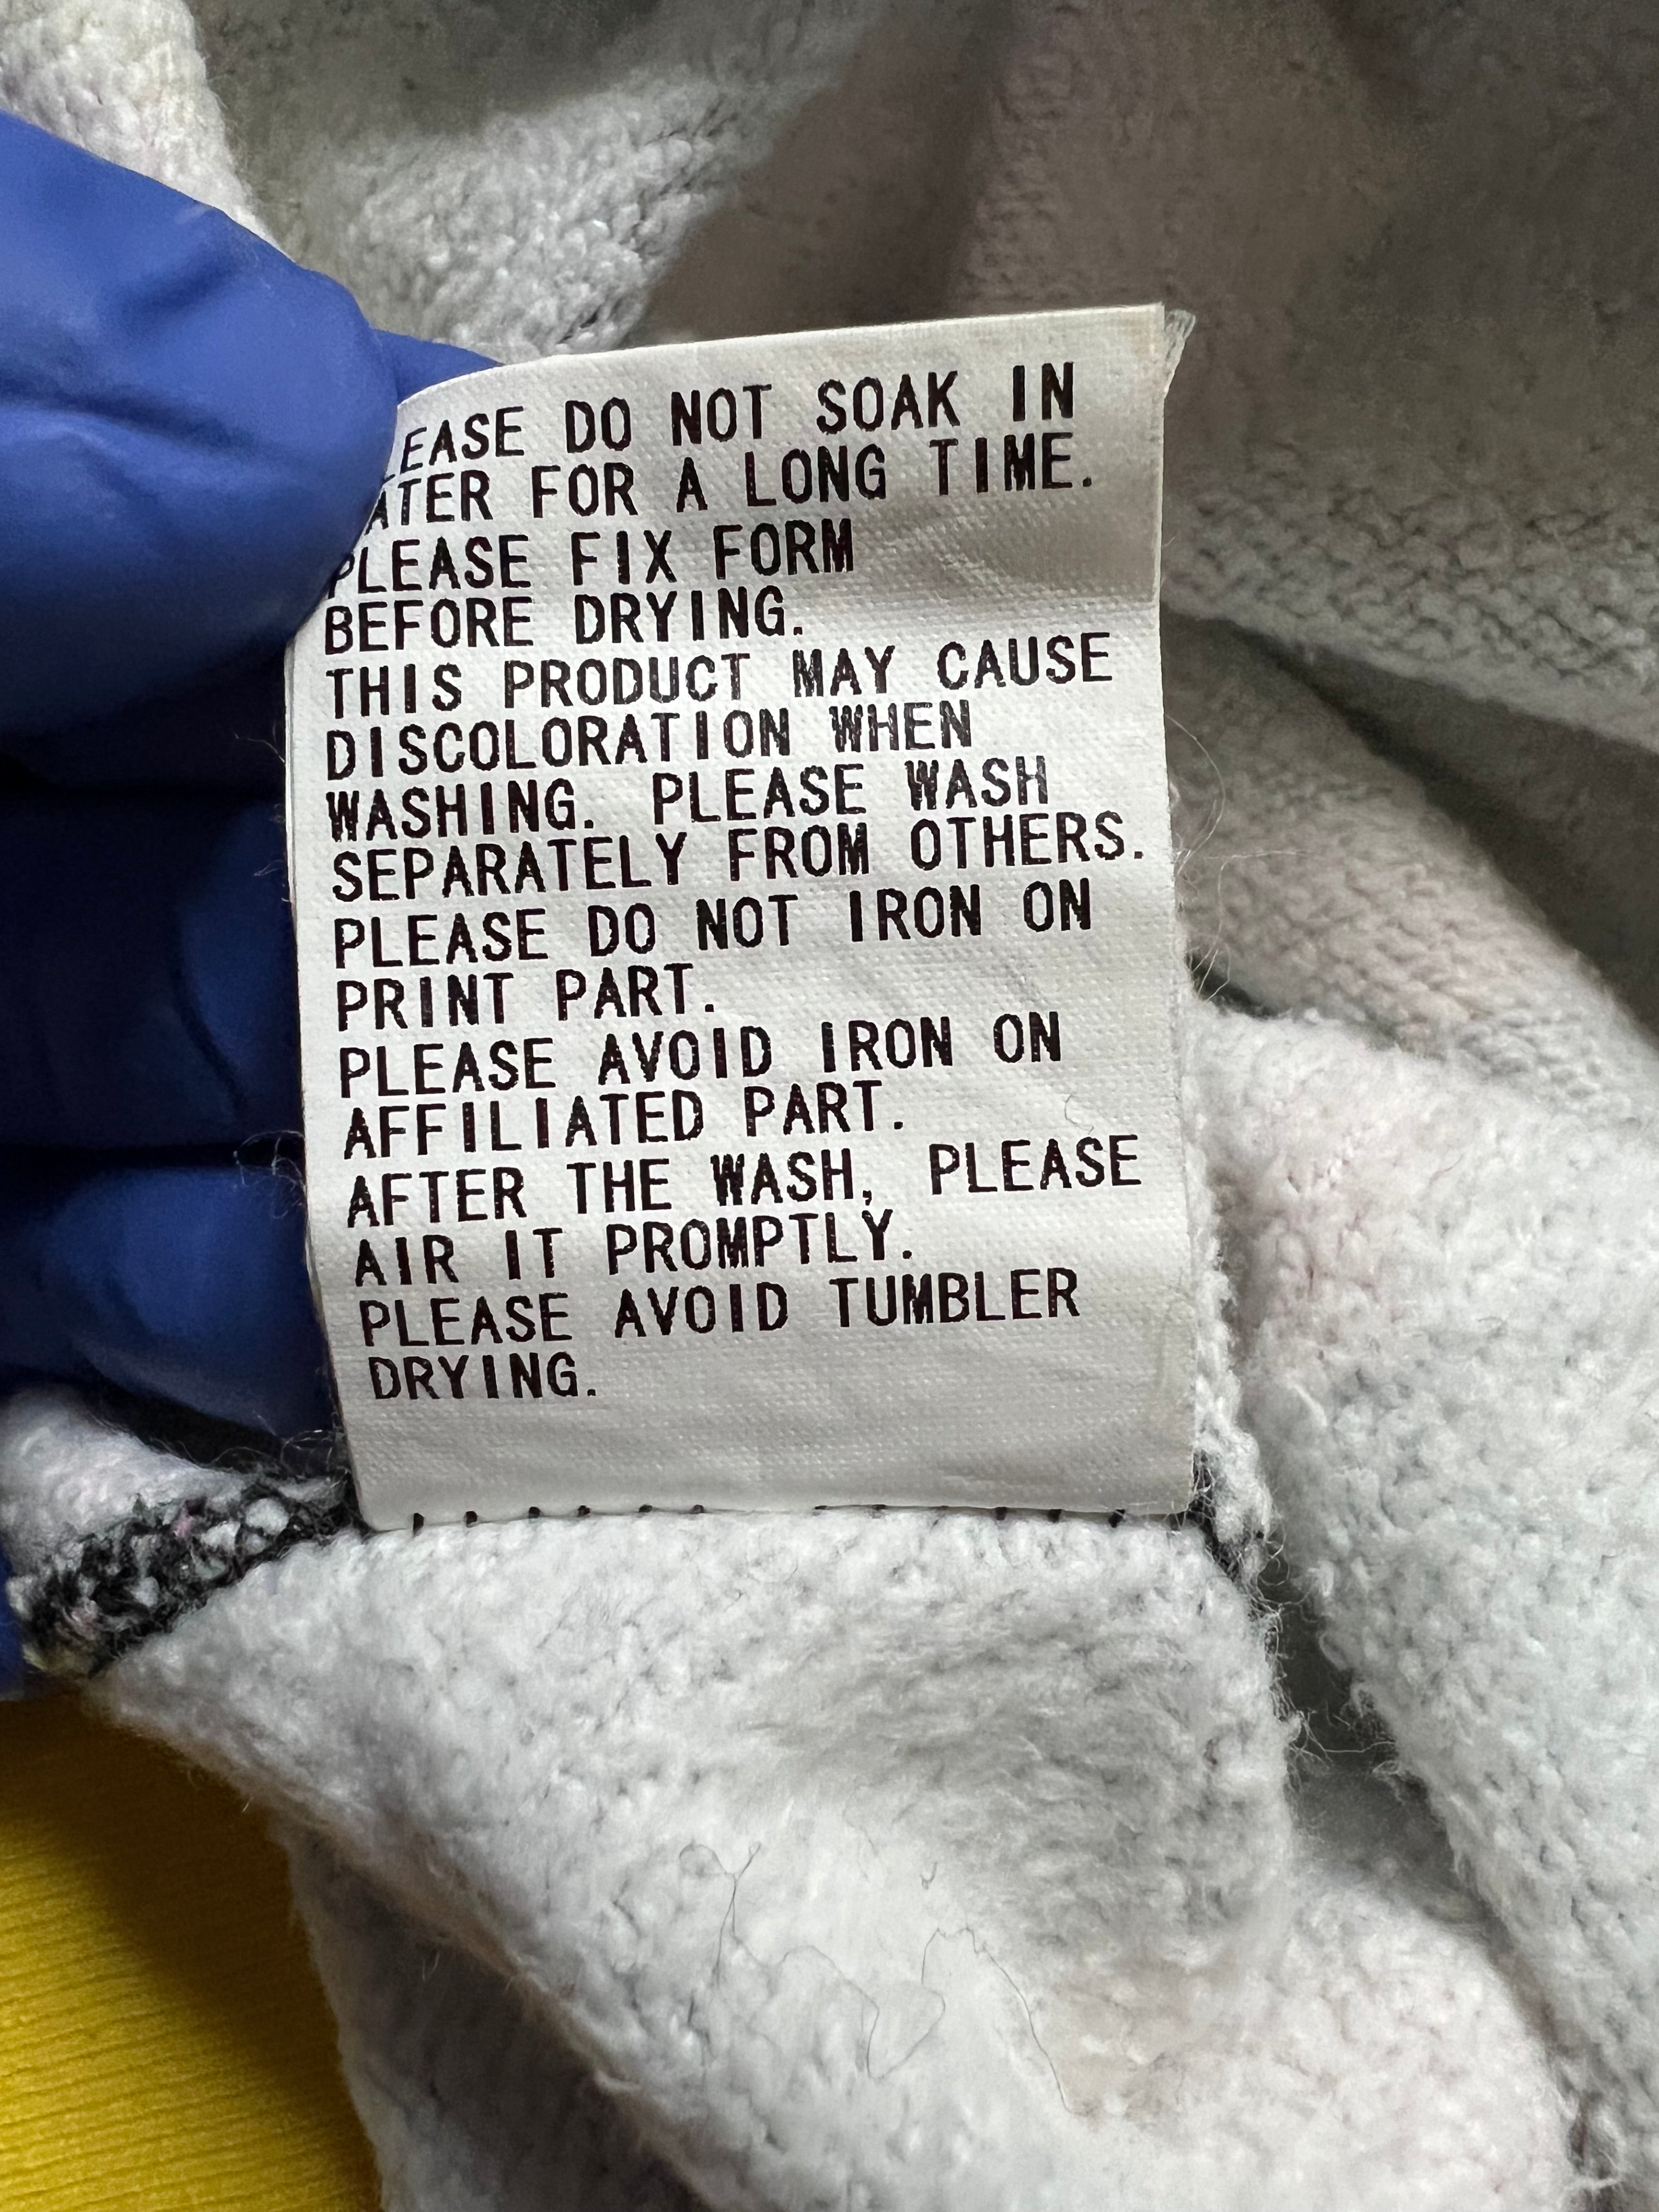 LEASE DO NOT SOAK IN
ATER FOR A LONG TIME.
PLEASE FIX FORM
BEFORE DRYING.
THIS PRODUCT MAY CAUSE
DISCOLORATION WHEN
WASHING. PLEASE WASH
SEPARATELY FROM OTHERS.
PLEASE DO NOT IRON ON
PRINT PART.
PLEASE AVOID IRON ON
AFFILIATED PART.
AFTER THE WASH, PLEASE
AIR IT PROMPTLY.
PLEASE AVOID TUMBLER
DRYING.